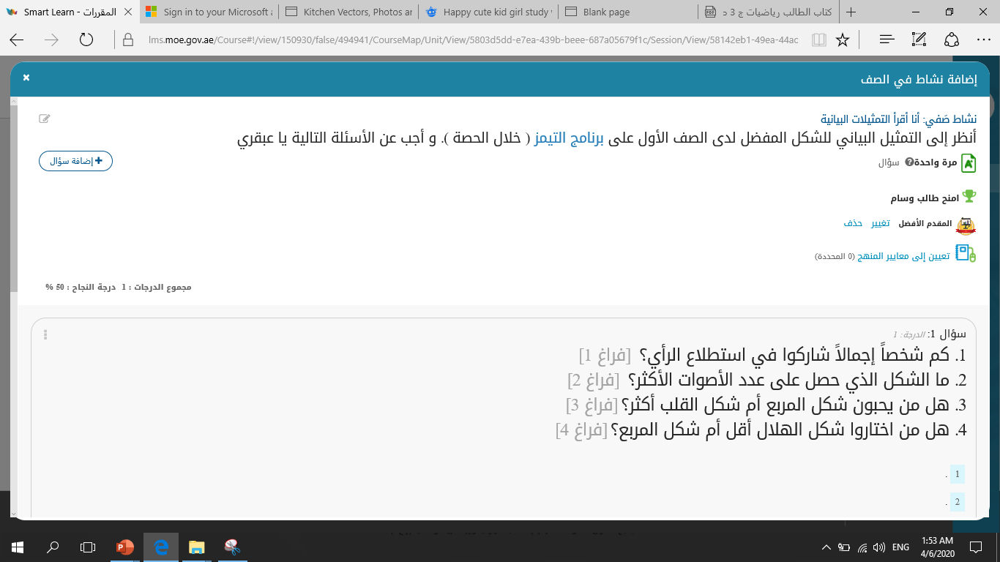 Smart Learn - المقررات
Sign in to your Microsoft a
Kitchen Vectors, Photos an
Happy cute kid girl study v
Blank page
كتاب الطالب رياضيات ج 3 د
lms.moe.gov.ae/Course#!/view/150930/false/494941/CourseMap/Unit/View/5803d5dd-e7ea-439b-beee-687a05679f1c/Session/View/58142eb1-49ea-44ac
إضافة نشاط في الصف
نشاط صَفي: أنا أقرأ التمثيلات البيانية
أنظر إلى التمثيل البياني للشكل المفضل لدى الصف الأول على برنامج التيمز ( خلال الحصة ). و أجب عن الأسئلة التالية يا عبقري
إضافة سؤال
مرة واحدة سؤال
امنح طالب وسام
المقدم الأفضل تغيير حذف
تعيين إلى معايير المنهج (0 المحددة)
مجموع الدرجات : 1 درجة النجاح : 50 %
سؤال 1: الدرجة: 1
1. كم شخصاً إجمالاً شاركوا في استطلاع الرأي؟ [فراغ 1]
2. ما الشكل الذي حصل على عدد الأصوات الأكثر؟ [فراغ 2]
3. هل من يحبون شكل المربع أم شكل القلب أكثر؟ [فراغ 3]
4. هل من اختاروا شكل الهلال أقل أم شكل المربع؟ [فراغ 4]
1 .
2 .
ENG
1:53 AM
4/6/2020